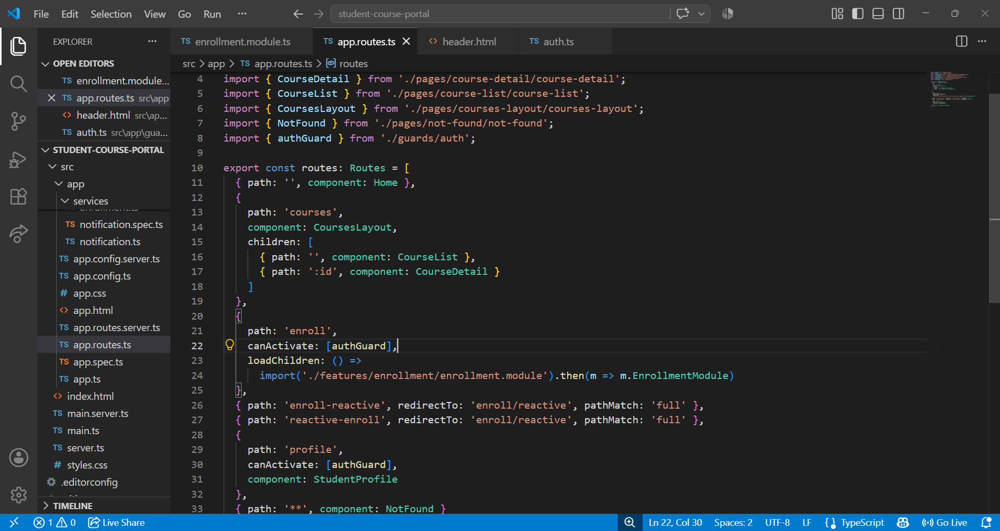 File Edit Selection View Go Run ···
student-course-portal
EXPLORER ···
OPEN EDITORS
TS enrollment.module...
TS app.routes.ts src\app
<> header.html src\ap...
TS auth.ts src\app\gua...
STUDENT-COURSE-PORTAL
src
app
services
TS notification.spec.ts
TS notification.ts
TS app.config.server.ts
TS app.config.ts
# app.css
<> app.html
TS app.routes.server.ts
TS app.routes.ts
TS app.spec.ts
TS app.ts
<> index.html
TS main.server.ts
TS main.ts
TS server.ts
# styles.css
.editorconfig
TIMELINE
TS enrollment.module.ts
TS app.routes.ts
<> header.html
TS auth.ts
src > app > TS app.routes.ts > routes
4 import { CourseDetail } from './pages/course-detail/course-detail';
5 import { CourseList } from './pages/course-list/course-list';
6 import { CoursesLayout } from './pages/courses-layout/courses-layout';
7 import { NotFound } from './pages/not-found/not-found';
8 import { authGuard } from './guards/auth';
9
10 export const routes: Routes = [
11 { path: '', component: Home },
12 {
13 path: 'courses',
14 component: CoursesLayout,
15 children: [
16 { path: '', component: CourseList },
17 { path: ':id', component: CourseDetail }
18 ]
19 },
20 {
21 path: 'enroll',
22 canActivate: [authGuard],
23 loadChildren: () =>
24 import('./features/enrollment/enrollment.module').then(m => m.EnrollmentModule)
25 },
26 { path: 'enroll-reactive', redirectTo: 'enroll/reactive', pathMatch: 'full' },
27 { path: 'reactive-enroll', redirectTo: 'enroll/reactive', pathMatch: 'full' },
28 {
29 path: 'profile',
30 canActivate: [authGuard],
31 component: StudentProfile
32 },
33 { path: '**', component: NotFound }
1 0 Live Share
Ln 22, Col 30 Spaces: 2 UTF-8 LF {} TypeScript Go Live